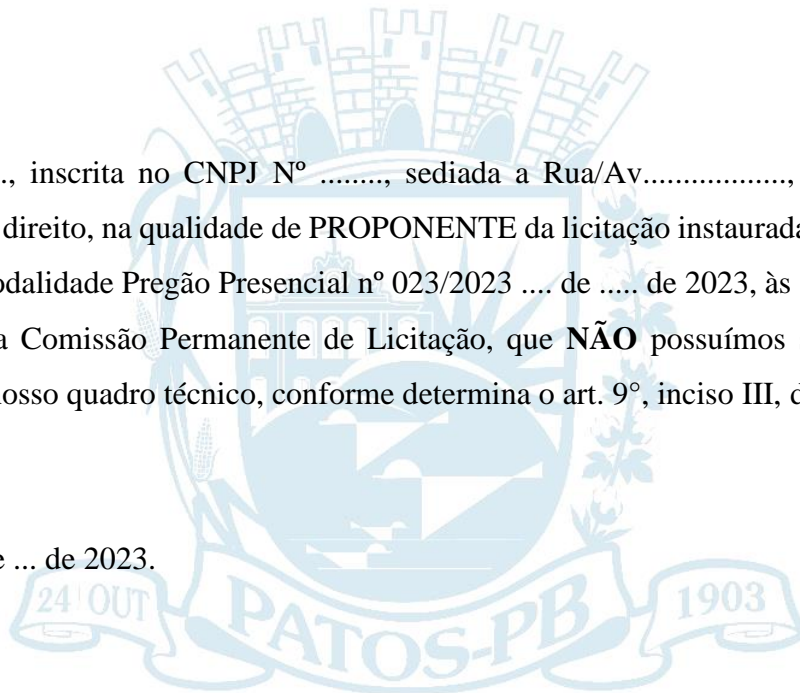 ., inscrita no CNPJ Nº ........, sediada a Rua/Av.................,
direito, na qualidade de PROPONENTE da licitação instaurada
odalidade Pregão Presencial nº 023/2023 .... de ..... de 2023, às
a Comissão Permanente de Licitação, que NÃO possuímos
nosso quadro técnico, conforme determina o art. 9°, inciso III, d
e ... de 2023.
24 OUT
PATOS-PB
1903